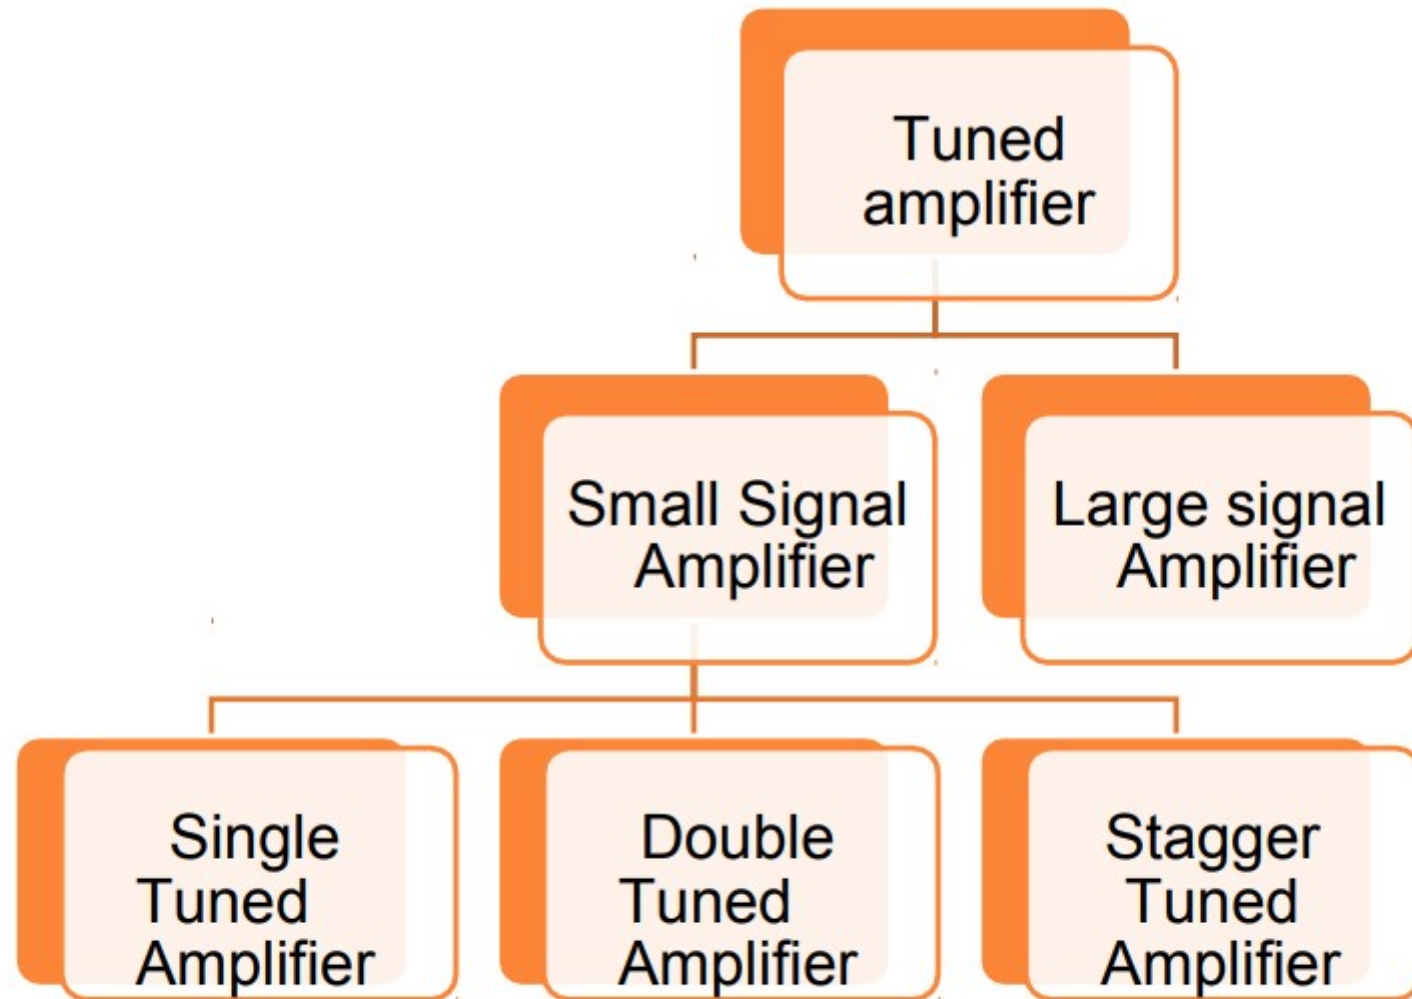 Tuned
amplifier
Small Signal
Amplifier
Large signal
Amplifier
Single
Tuned
Amplifier
Double
Tuned
Amplifier
Stagger
Tuned
Amplifier